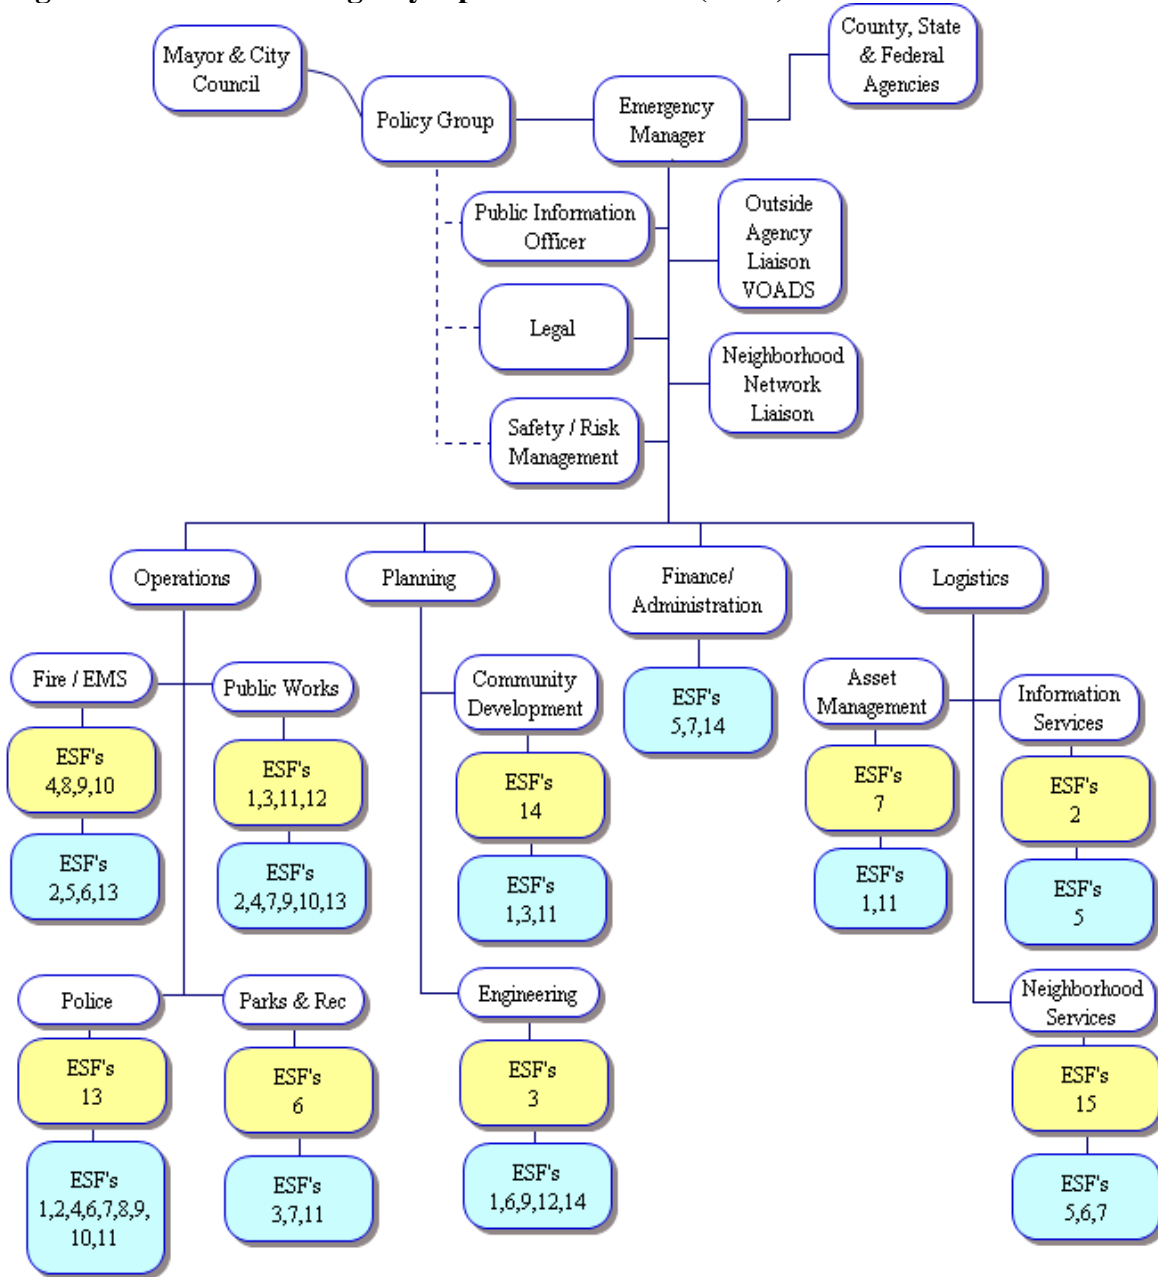 Mayor & City
Council
County, State
& Federal
Agencies
Policy Group
Emergency
Manager
Public Information
Officer
Outside
Agency
Liaison
VOADS
Legal
Neighborhood
Network
Liaison
Safety / Risk
Management
Operations
Planning
Finance/
Administration
Logistics
Fire / EMS
ESF's
4,8,9,10
ESF's
2,5,6,13
Public Works
ESF's
1,3,11,12
ESF's
2,4,7,9,10,13
Community
Development
ESF's
14
ESF's
1,3,11
ESF's
5,7,14
Asset
Management
ESF's
7
ESF's
1,11
Information
Services
ESF's
2
ESF's
5
Police
ESF's
13
ESF's
1,2,4,6,7,8,9,
10,11
Parks & Rec
ESF's
6
ESF's
3,7,11
Engineering
ESF's
3
ESF's
1,6,9,12,14
Neighborhood
Services
ESF's
15
ESF's
5,6,7